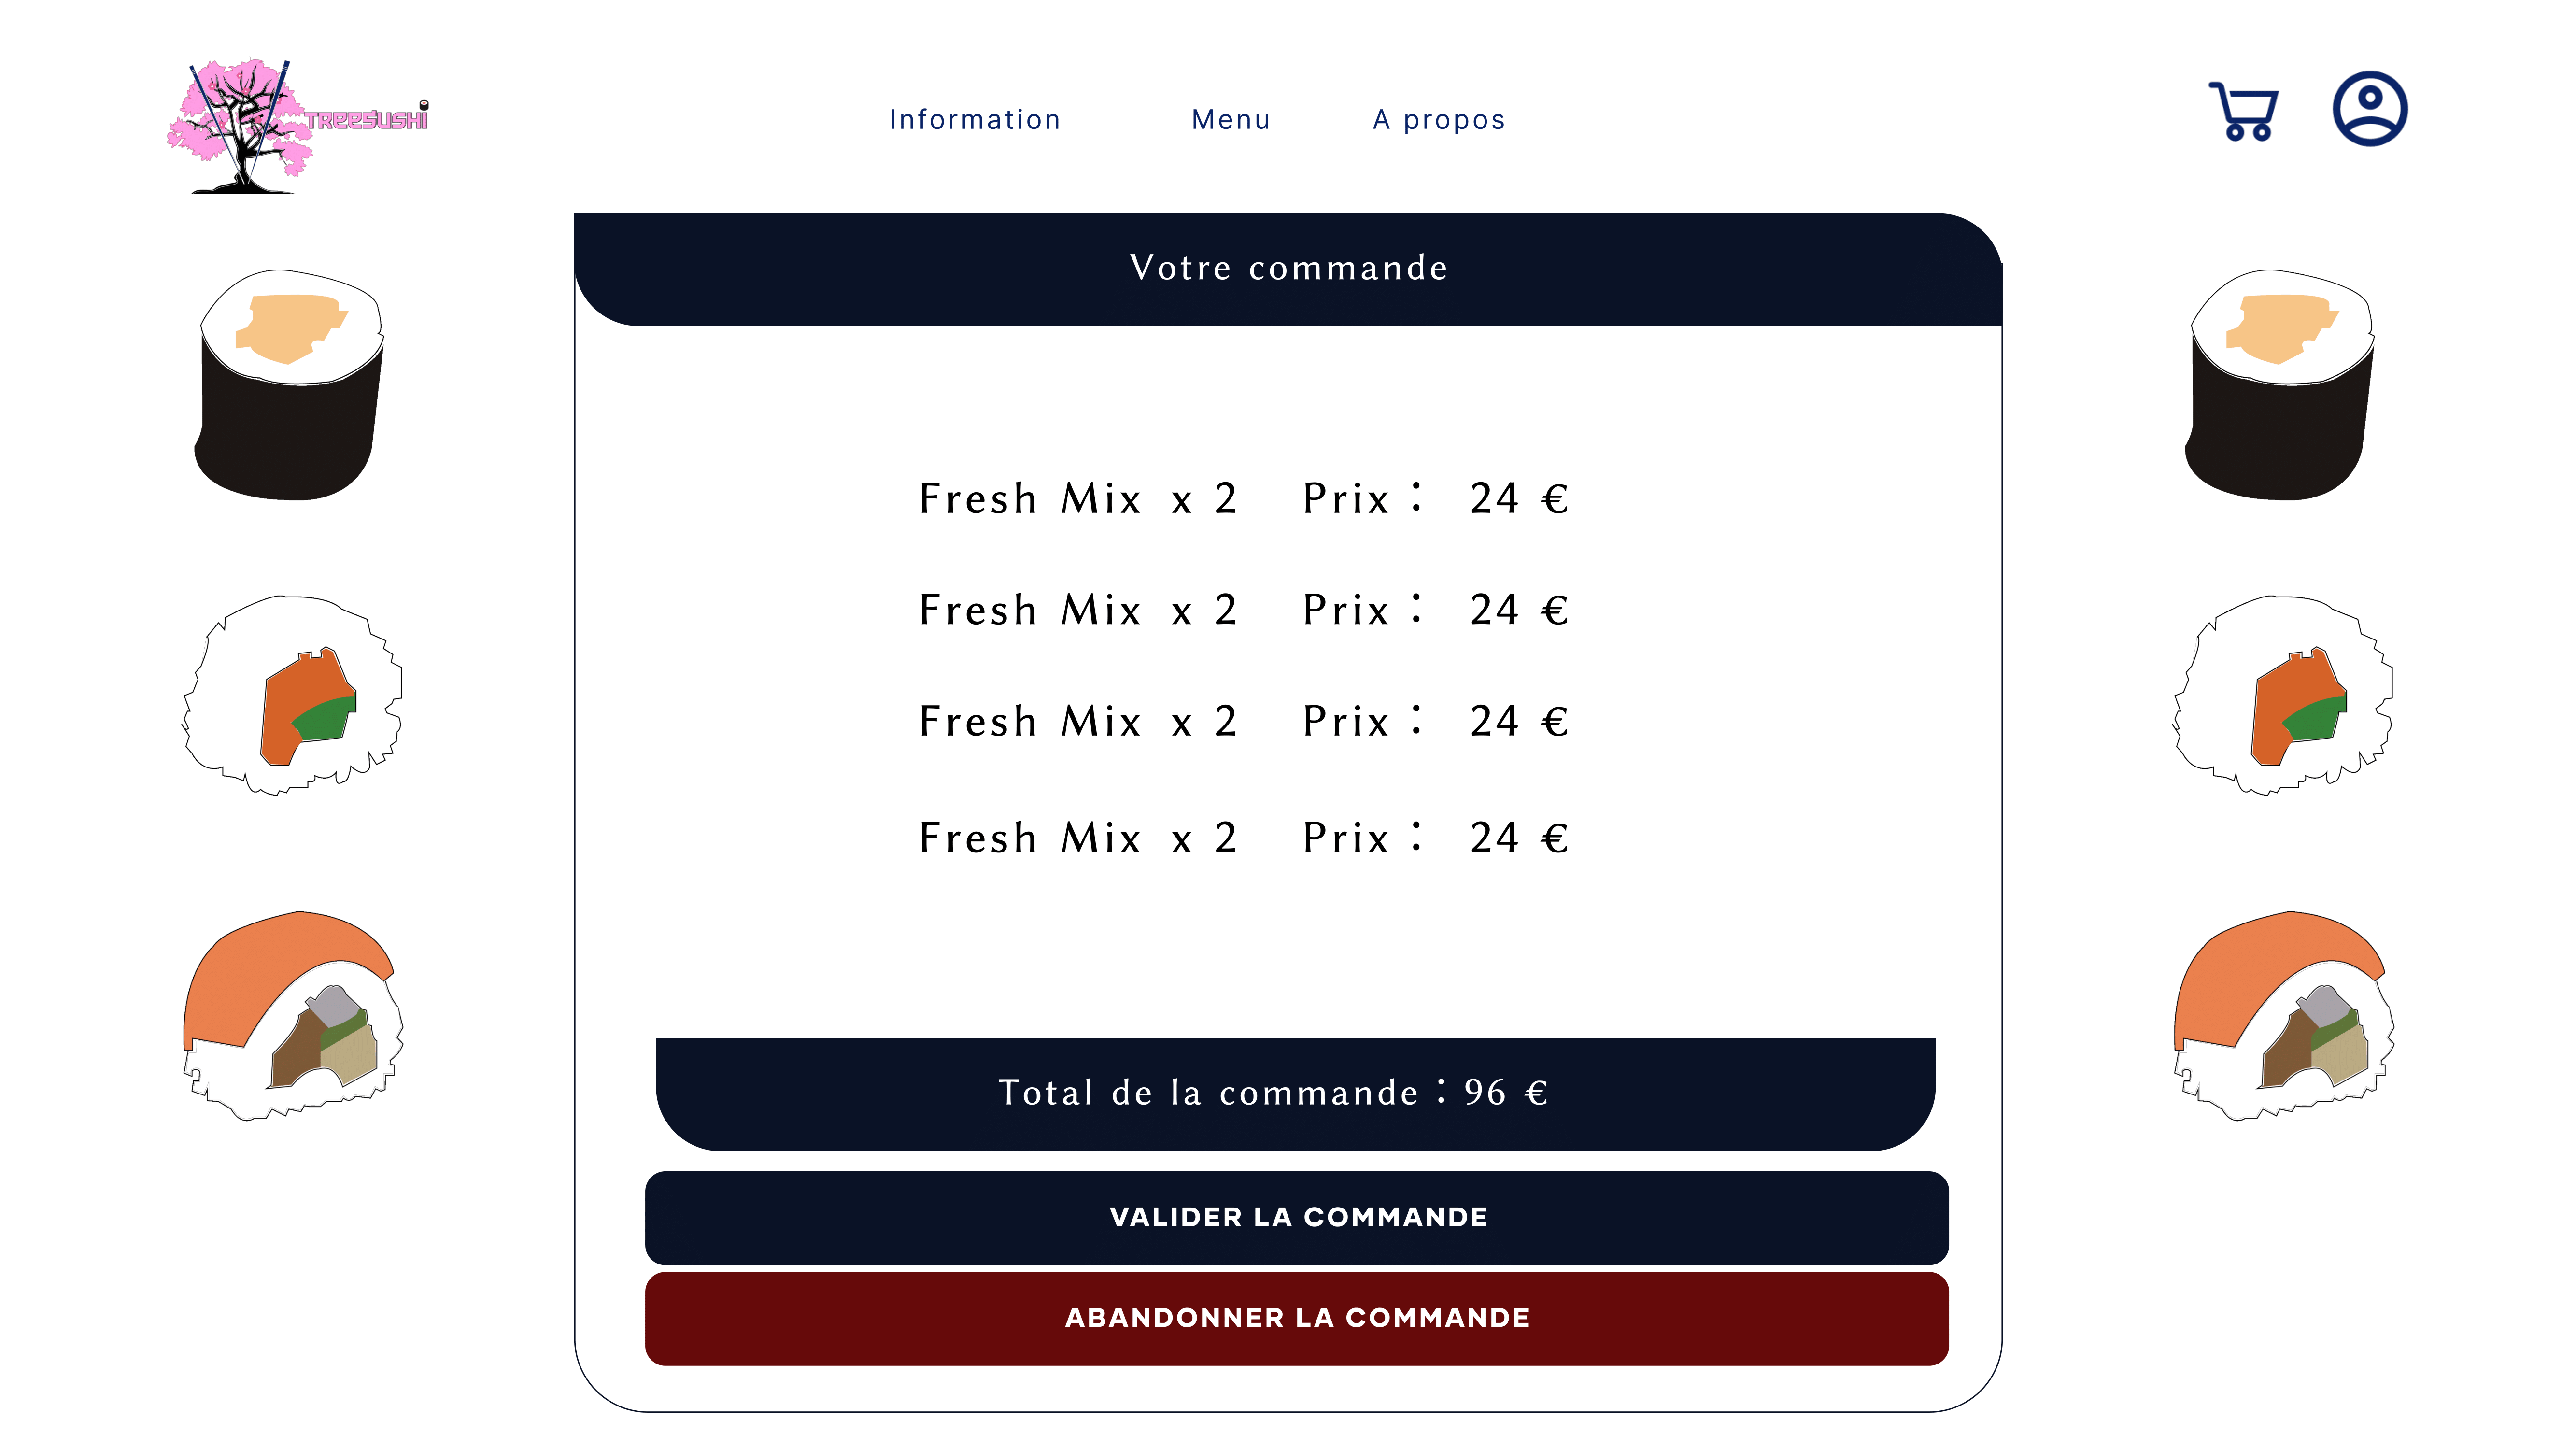 TREESUSHI
Information Menu A propos
Votre commande
Fresh Mix x 2 Prix : 24 €
Fresh Mix x 2 Prix : 24 €
Fresh Mix x 2 Prix : 24 €
Fresh Mix x 2 Prix : 24 €
Total de la commande : 96 €
VALIDER LA COMMANDE
ABANDONNER LA COMMANDE